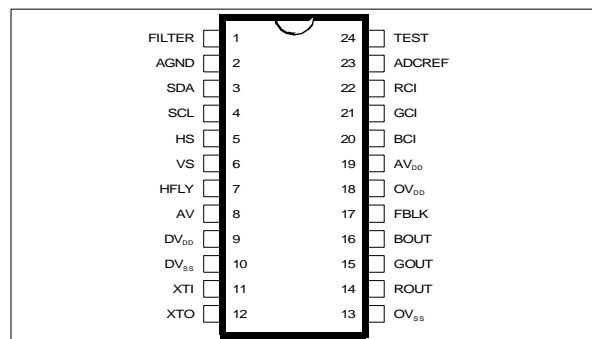 FILTER 1 24 TEST
AGND 2 23 ADCREF
SDA 3 22 RCI
SCL 4 21 GCI
HS 5 20 BCI
VS 6 19 AVDD
HFLY 7 18 OVDD
AV 8 17 FBLK
DVDD 9 16 BOUT
DVSS 10 15 GOUT
XTI 11 14 ROUT
XTO 12 13 OVSS